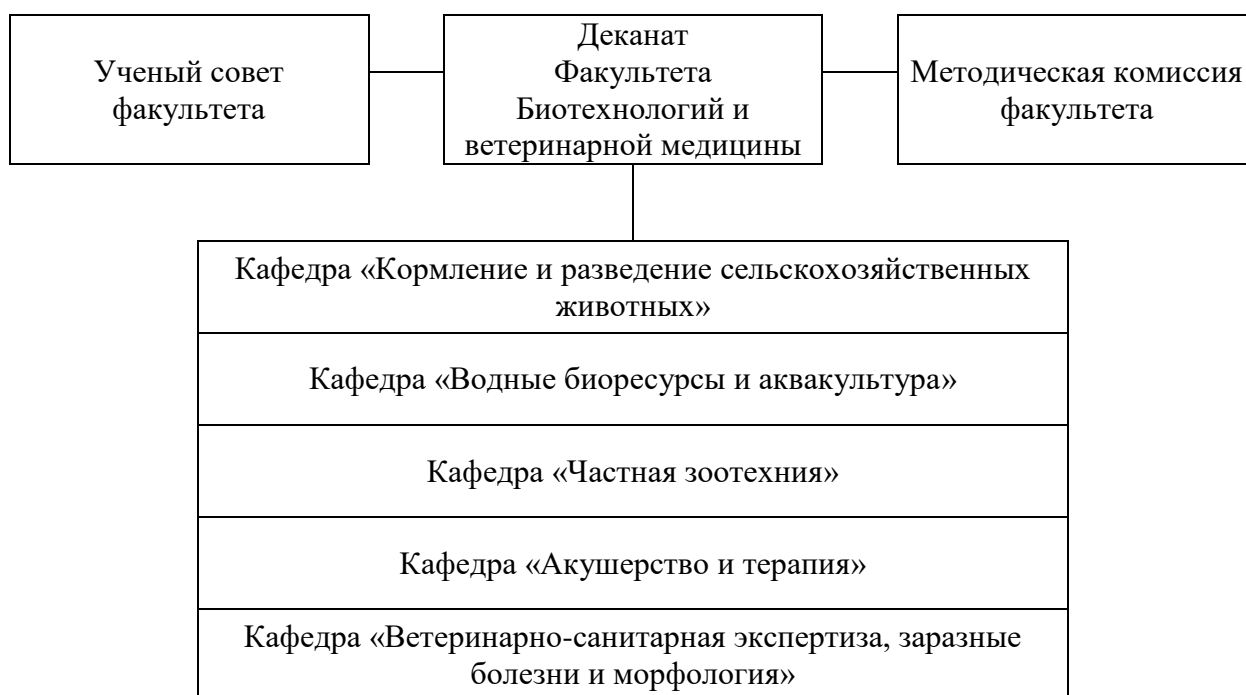 Ученый совет
факультета
Деканат
Факультета
Биотехнологий и
ветеринарной медицины
Методическая комиссия
факультета
Кафедра «Кормление и разведение сельскохозяйственных
животных»
Кафедра «Водные биоресурсы и аквакультура»
Кафедра «Частная зоотехния»
Кафедра «Акушерство и терапия»
Кафедра «Ветеринарно-санитарная экспертиза, заразные
болезни и морфология»